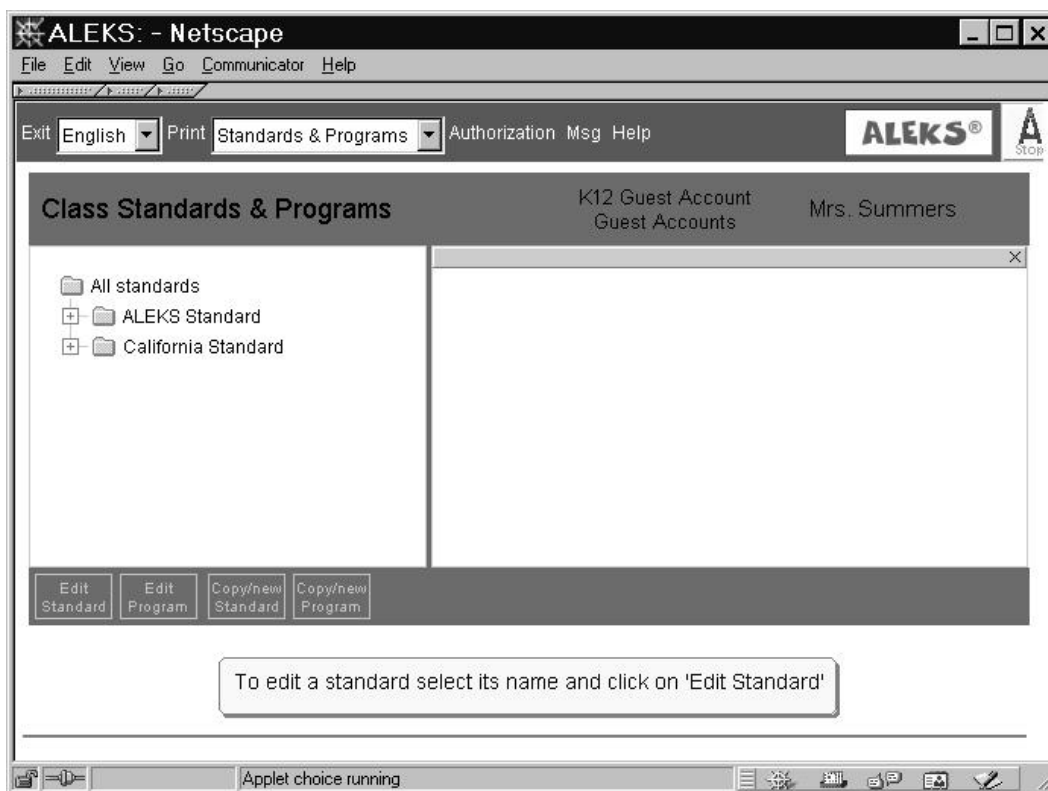 ALEKS: - Netscape
File Edit View Go Communicator Help
Exit English Print Standards & Programs Authorization Msg Help ALEKS® A
Stop
Class Standards & Programs
K12 Guest Account
Guest Accounts
Mrs. Summers
All standards
ALEKS Standard
California Standard
Edit
Standard
Edit
Program
Copy/new
Standard
Copy/new
Program
To edit a standard select its name and click on 'Edit Standard'
Applet choice running